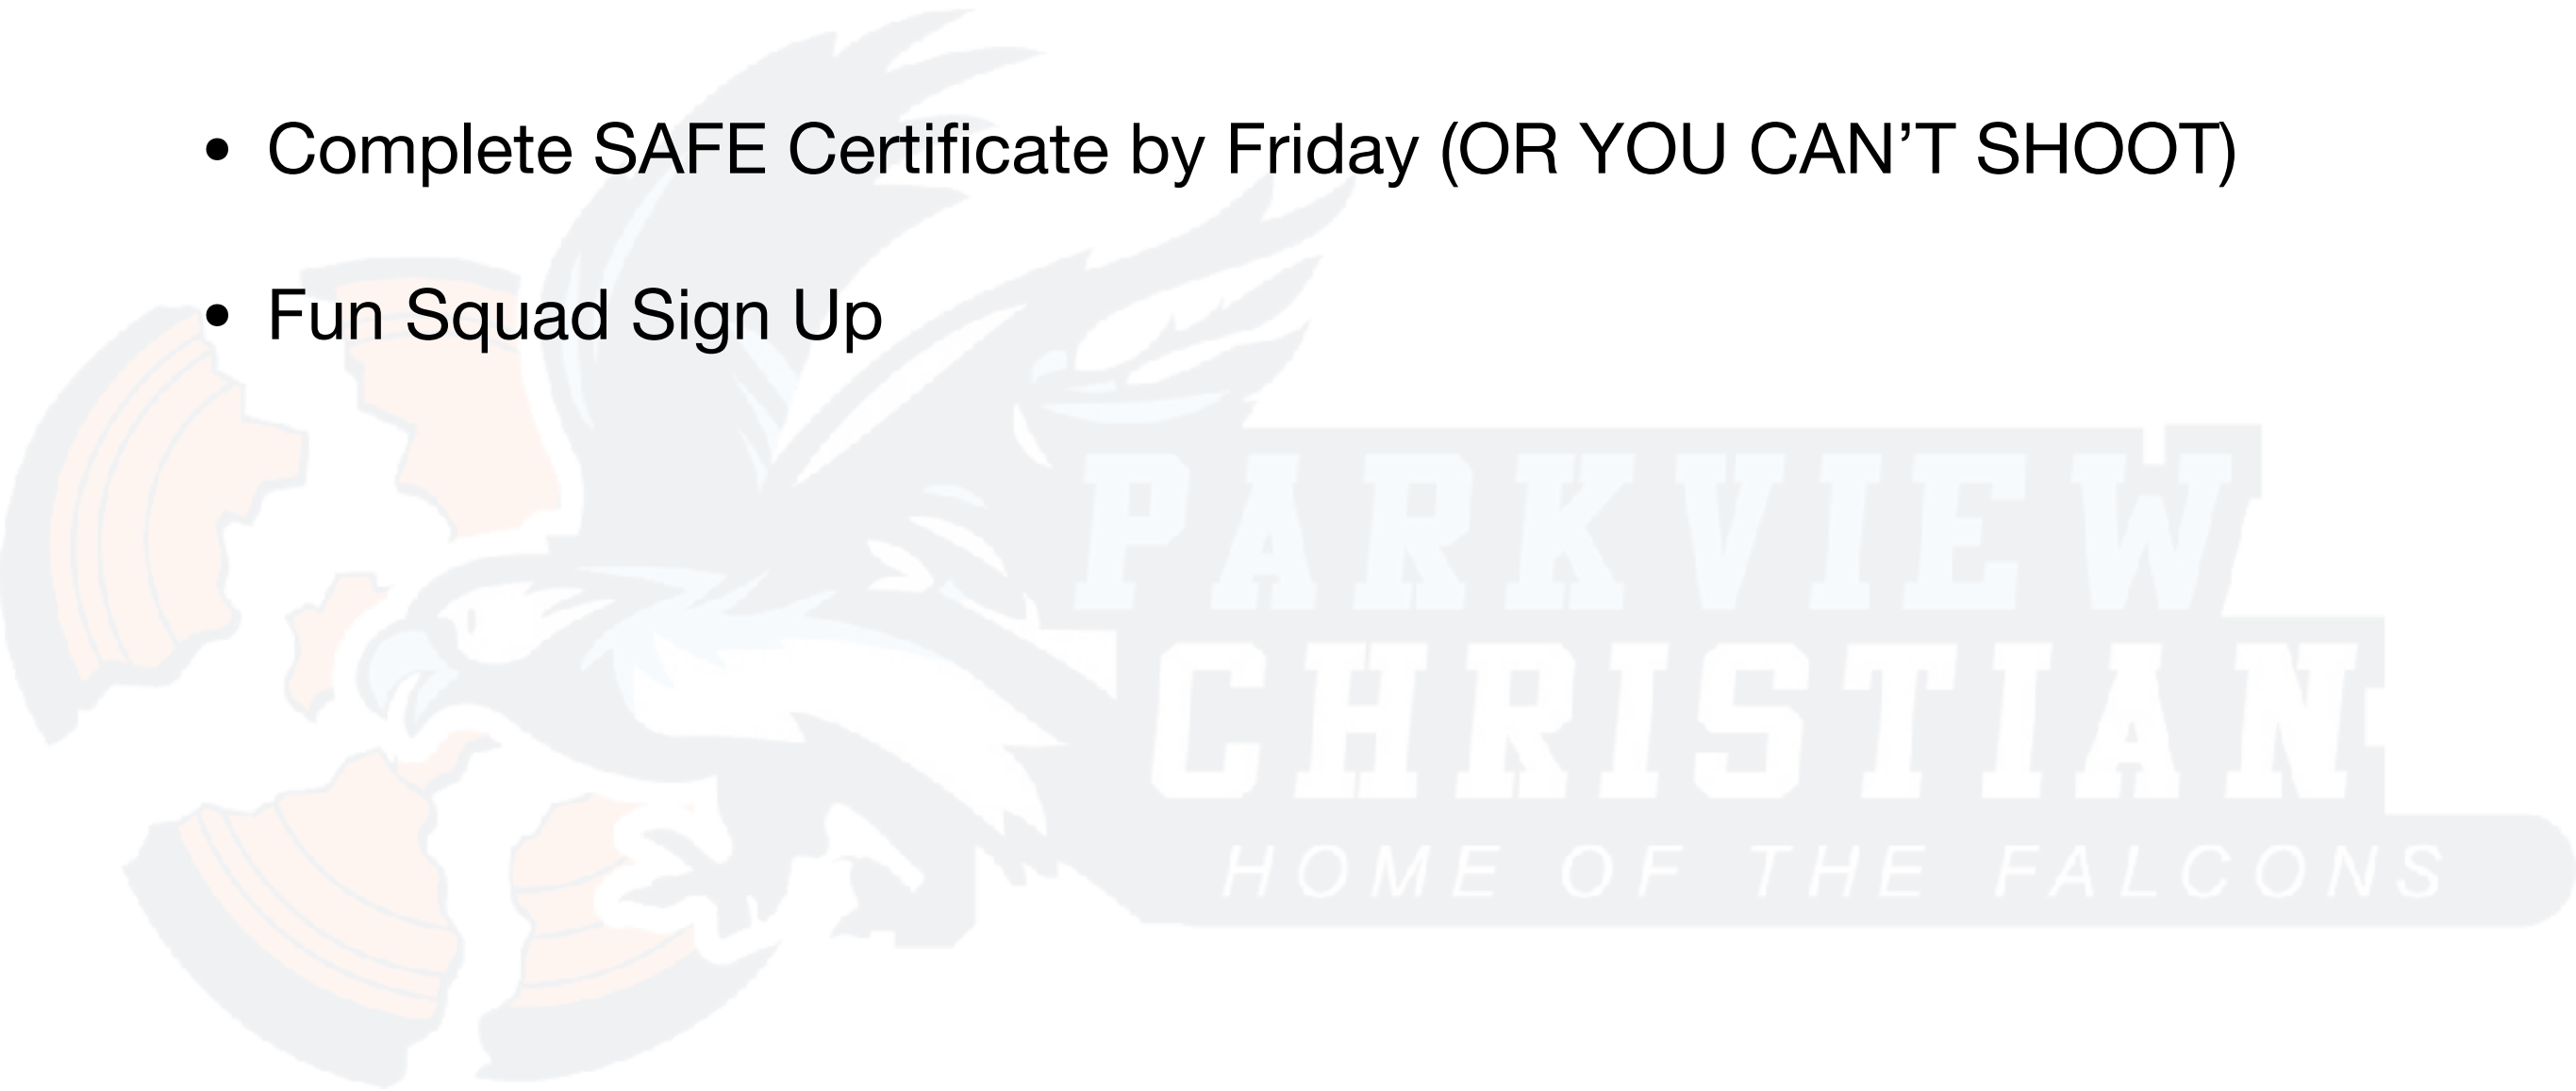 • Complete SAFE Certificate by Friday (OR YOU CAN’T SHOOT)
• Fun Squad Sign Up
PARKVIEW
CHRISTIAN
HOME OF THE FALCONS